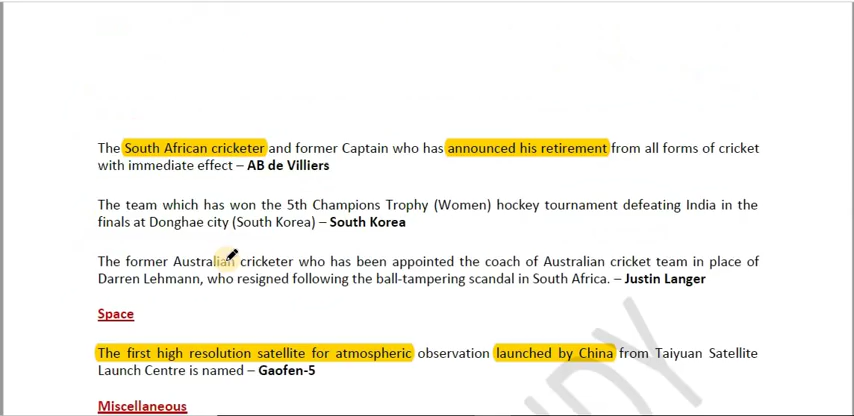 The South African cricketer and former Captain who has announced his retirement from all forms of cricket
with immediate effect – AB de Villiers
The team which has won the 5th Champions Trophy (Women) hockey tournament defeating India in the
finals at Donghae city (South Korea) – South Korea
The former Australian cricketer who has been appointed the coach of Australian cricket team in place of
Darren Lehmann, who resigned following the ball-tampering scandal in South Africa. – Justin Langer
Space
The first high resolution satellite for atmospheric observation launched by China from Taiyuan Satellite
Launch Centre is named – Gaofen-5
Miscellaneous